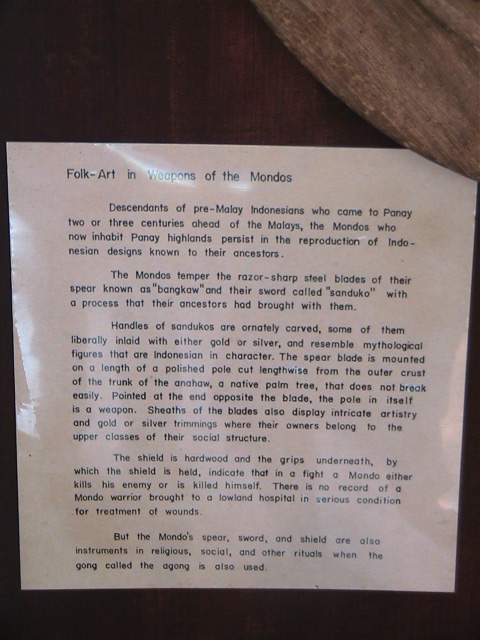 Folk-Art in Weapons of the Mondos
Descendants of pre-Malay Indonesians who came to Panay
two or three centuries ahead of the Malays, the Mondos who
now inhabit Panay highlands persist in the reproduction of Indo-
nesian designs known to their ancestors.
The Mondos temper the razor-sharp steel blades of their
spear known as "bangkaw" and their sword called "sanduko" with
a process that their ancestors had brought with them.
Handles of sandukos are ornately carved, some of them
liberally inlaid with either gold or silver, and resemble mythological
figures that are Indonesian in character. The spear blade is mounted
on a length of a polished pole cut lengthwise from the outer crust
of the trunk of the anahaw, a native palm tree, that does not break
easily. Pointed at the end opposite the blade, the pole in itself
is a weapon. Sheaths of the blades also display intricate artistry
and gold or silver trimmings where their owners belong to the
upper classes of their social structure.
The shield is hardwood and the grips underneath, by
which the shield is held, indicate that in a fight a Mondo either
kills his enemy or is killed himself. There is no record of a
Mondo warrior brought to a lowland hospital in serious condition
for treatment of wounds.
But the Mondo's spear, sword, and shield are also
instruments in religious, social, and other rituals when the
gong called the agong is also used.